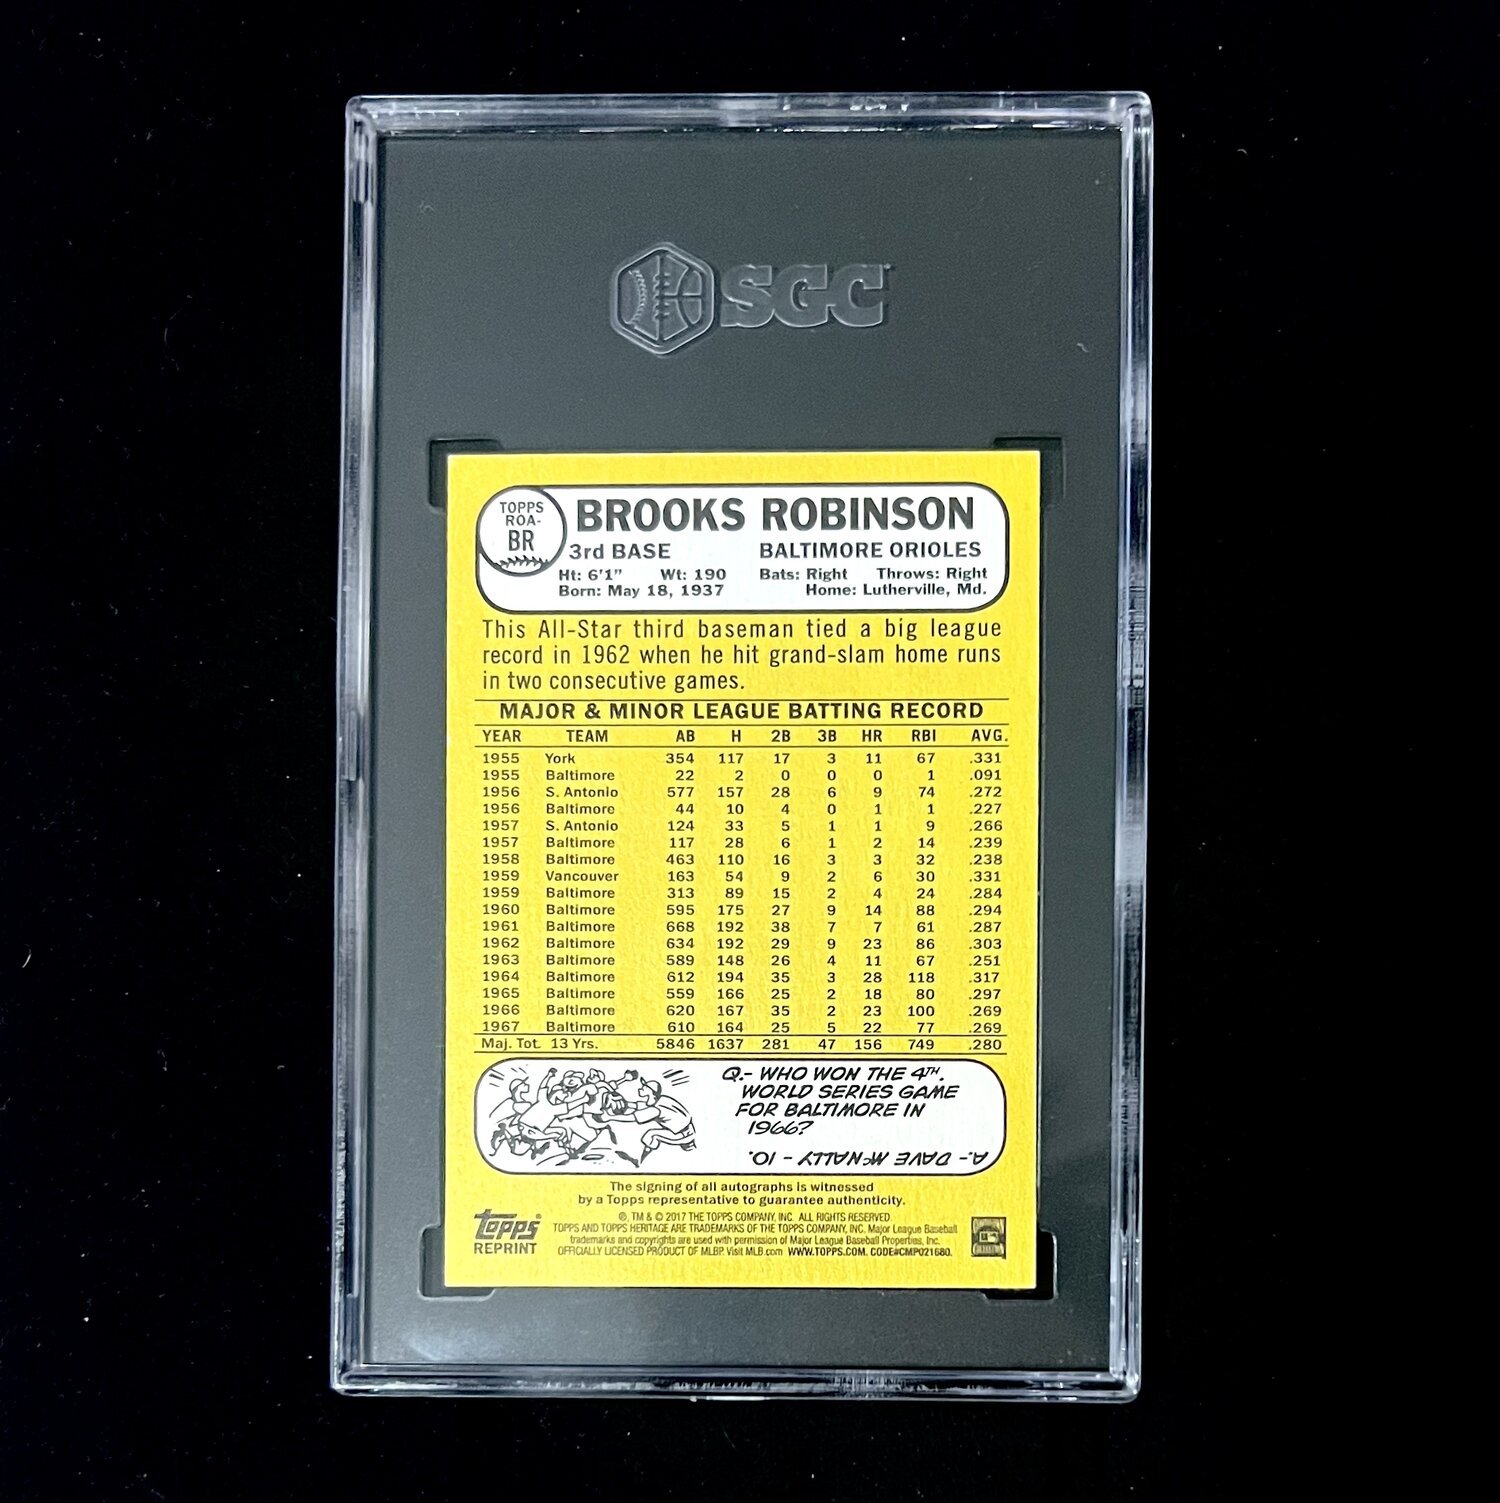 SGC
TOPPS
ROA-
BR
BROOKS ROBINSON
3rd BASE BALTIMORE ORIOLES
Ht: 6'1" Wt: 190 Bats: Right Throws: Right
Born: May 18, 1937 Home: Lutherville, Md.
This All-Star third baseman tied a big league
record in 1962 when he hit grand-slam home runs
in two consecutive games.
MAJOR & MINOR LEAGUE BATTING RECORD
YEAR TEAM AB H 2B 3B HR RBI AVG.
1955 York 354 117 17 3 11 67 .331
1955 Baltimore 22 2 0 0 0 1 .091
1956 S. Antonio 577 157 28 6 9 74 .272
1956 Baltimore 44 10 4 0 1 1 .227
1957 S. Antonio 124 33 5 1 1 9 .266
1957 Baltimore 117 28 6 1 2 14 .239
1958 Baltimore 463 110 16 3 3 32 .238
1959 Vancouver 163 54 9 2 6 30 .331
1959 Baltimore 313 89 15 2 4 24 .284
1960 Baltimore 595 175 27 9 14 88 .294
1961 Baltimore 668 192 38 7 7 61 .287
1962 Baltimore 634 192 29 9 23 86 .303
1963 Baltimore 589 148 26 4 11 67 .251
1964 Baltimore 612 194 35 3 28 118 .317
1965 Baltimore 559 166 25 2 18 80 .297
1966 Baltimore 620 167 35 2 23 100 .269
1967 Baltimore 610 164 25 5 22 77 .269
Maj. Tot. 13 Yrs. 5846 1637 281 47 156 749 .280
Q.- WHO WON THE 4TH.
WORLD SERIES GAME
FOR BALTIMORE IN
1966?
A. - DAVE McNALLY - 10.
The signing of all autographs is witnessed
by a Topps representative to guarantee authenticity.
®, TM & © 2017 THE TOPPS COMPANY, INC. ALL RIGHTS RESERVED.
TOPPS AND TOPPS HERITAGE ARE TRADEMARKS OF THE TOPPS COMPANY, INC. Major League Baseball
trademarks and copyrights are used with permission of Major League Baseball Properties, Inc.
OFFICIALLY LICENSED PRODUCT OF MLBP. Visit MLB.com WWW.TOPPS.COM. CODE#CMP021680.
Topps®
REPRINT